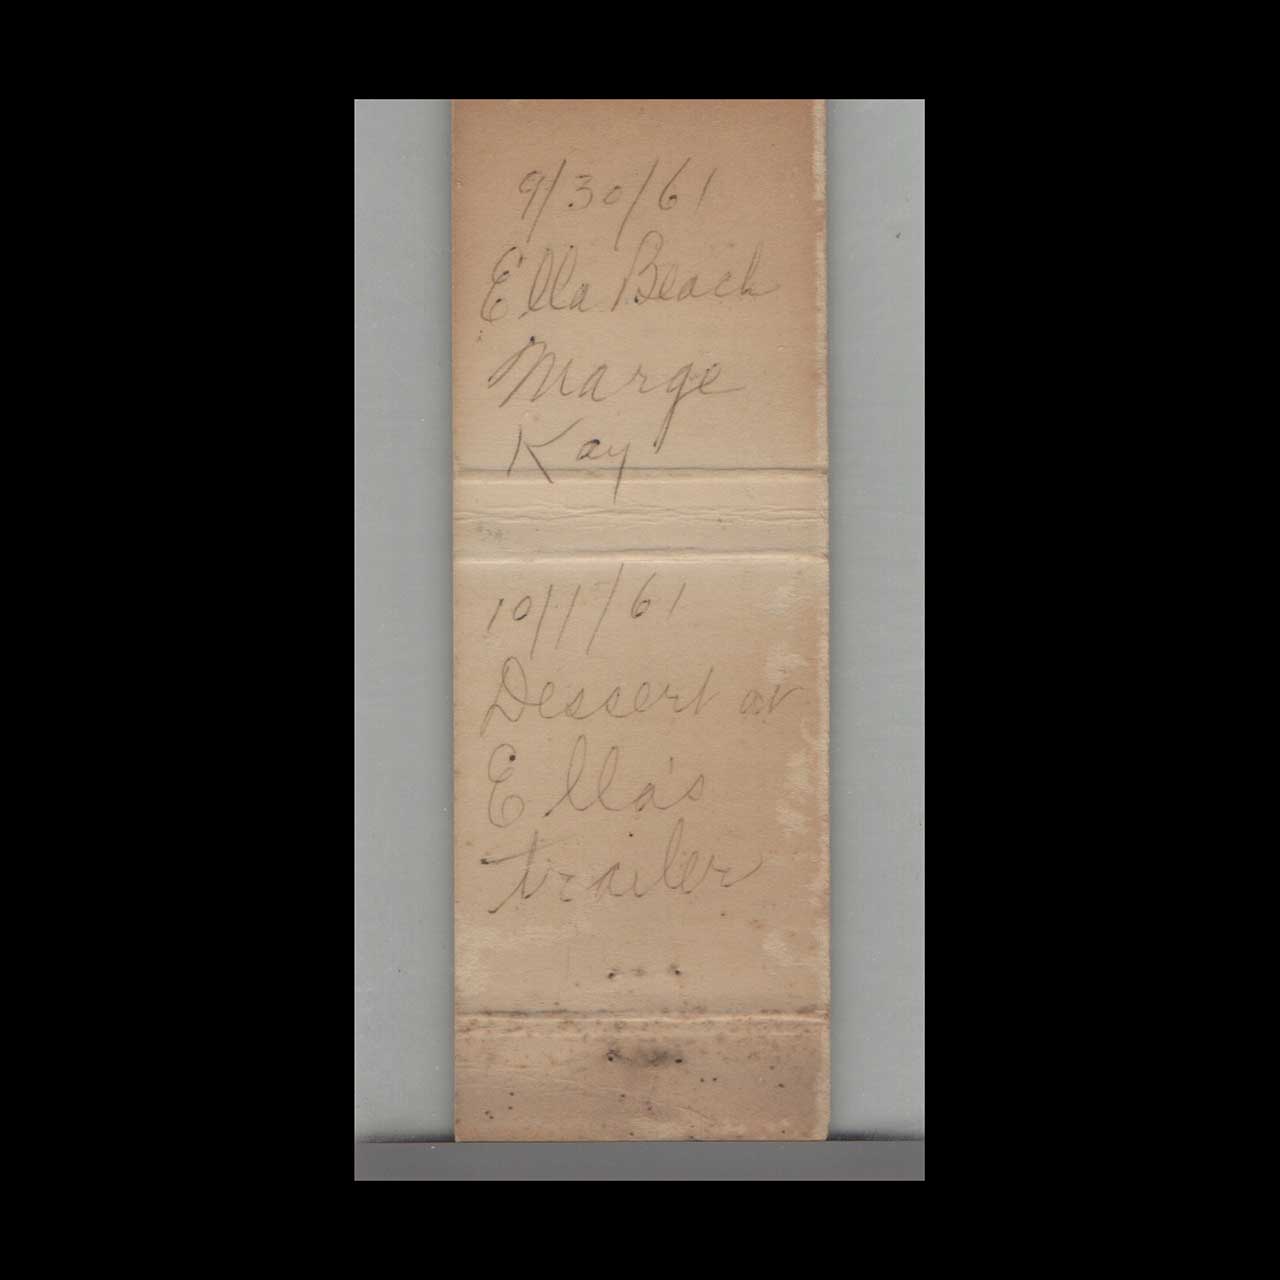 9/30/61
Ella Beach
Marge
Kay
10/1/61
Dessert at
Ella's
trailer